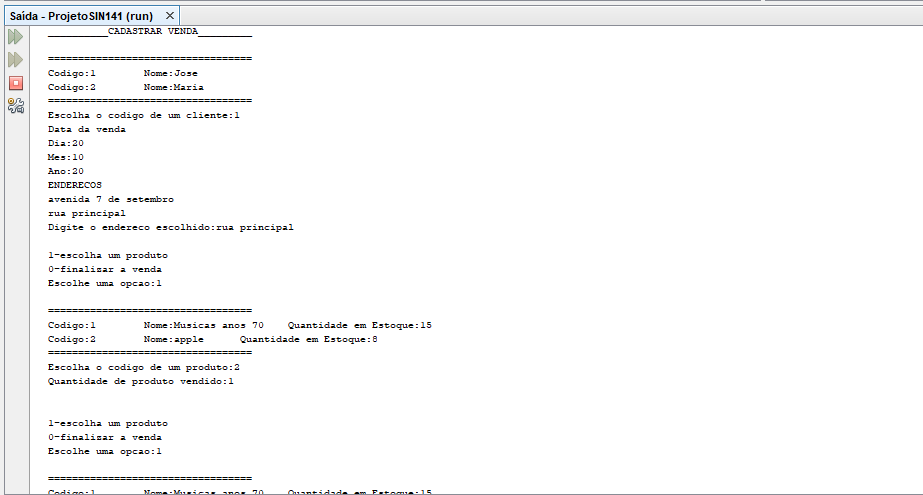 Saída - ProjetoSIN141 (run) ×
__________CADASTRAR VENDA_________
==================================
Codigo:1 Nome:Jose
Codigo:2 Nome:Maria
==================================
Escolha o codigo de um cliente:1
Data da venda
Dia:20
Mes:10
Ano:20
ENDERECOS
avenida 7 de setembro
rua principal
Digite o endereco escolhido:rua principal
1-escolha um produto
0-finalizar a venda
Escolhe uma opcao:1
==================================
Codigo:1 Nome:Musicas anos 70 Quantidade em Estoque:15
Codigo:2 Nome:apple Quantidade em Estoque:8
==================================
Escolha o codigo de um produto:2
Quantidade de produto vendido:1
1-escolha um produto
0-finalizar a venda
Escolhe uma opcao:1
==================================
Codigo:1 Nome:Musicas anos 70 Quantidade em Estoque:15